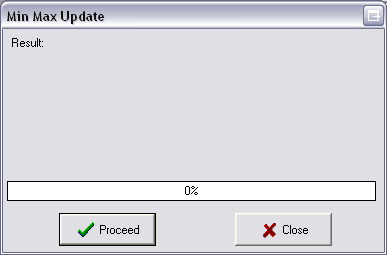 Min Max Update
Result:
0%
Proceed
Close